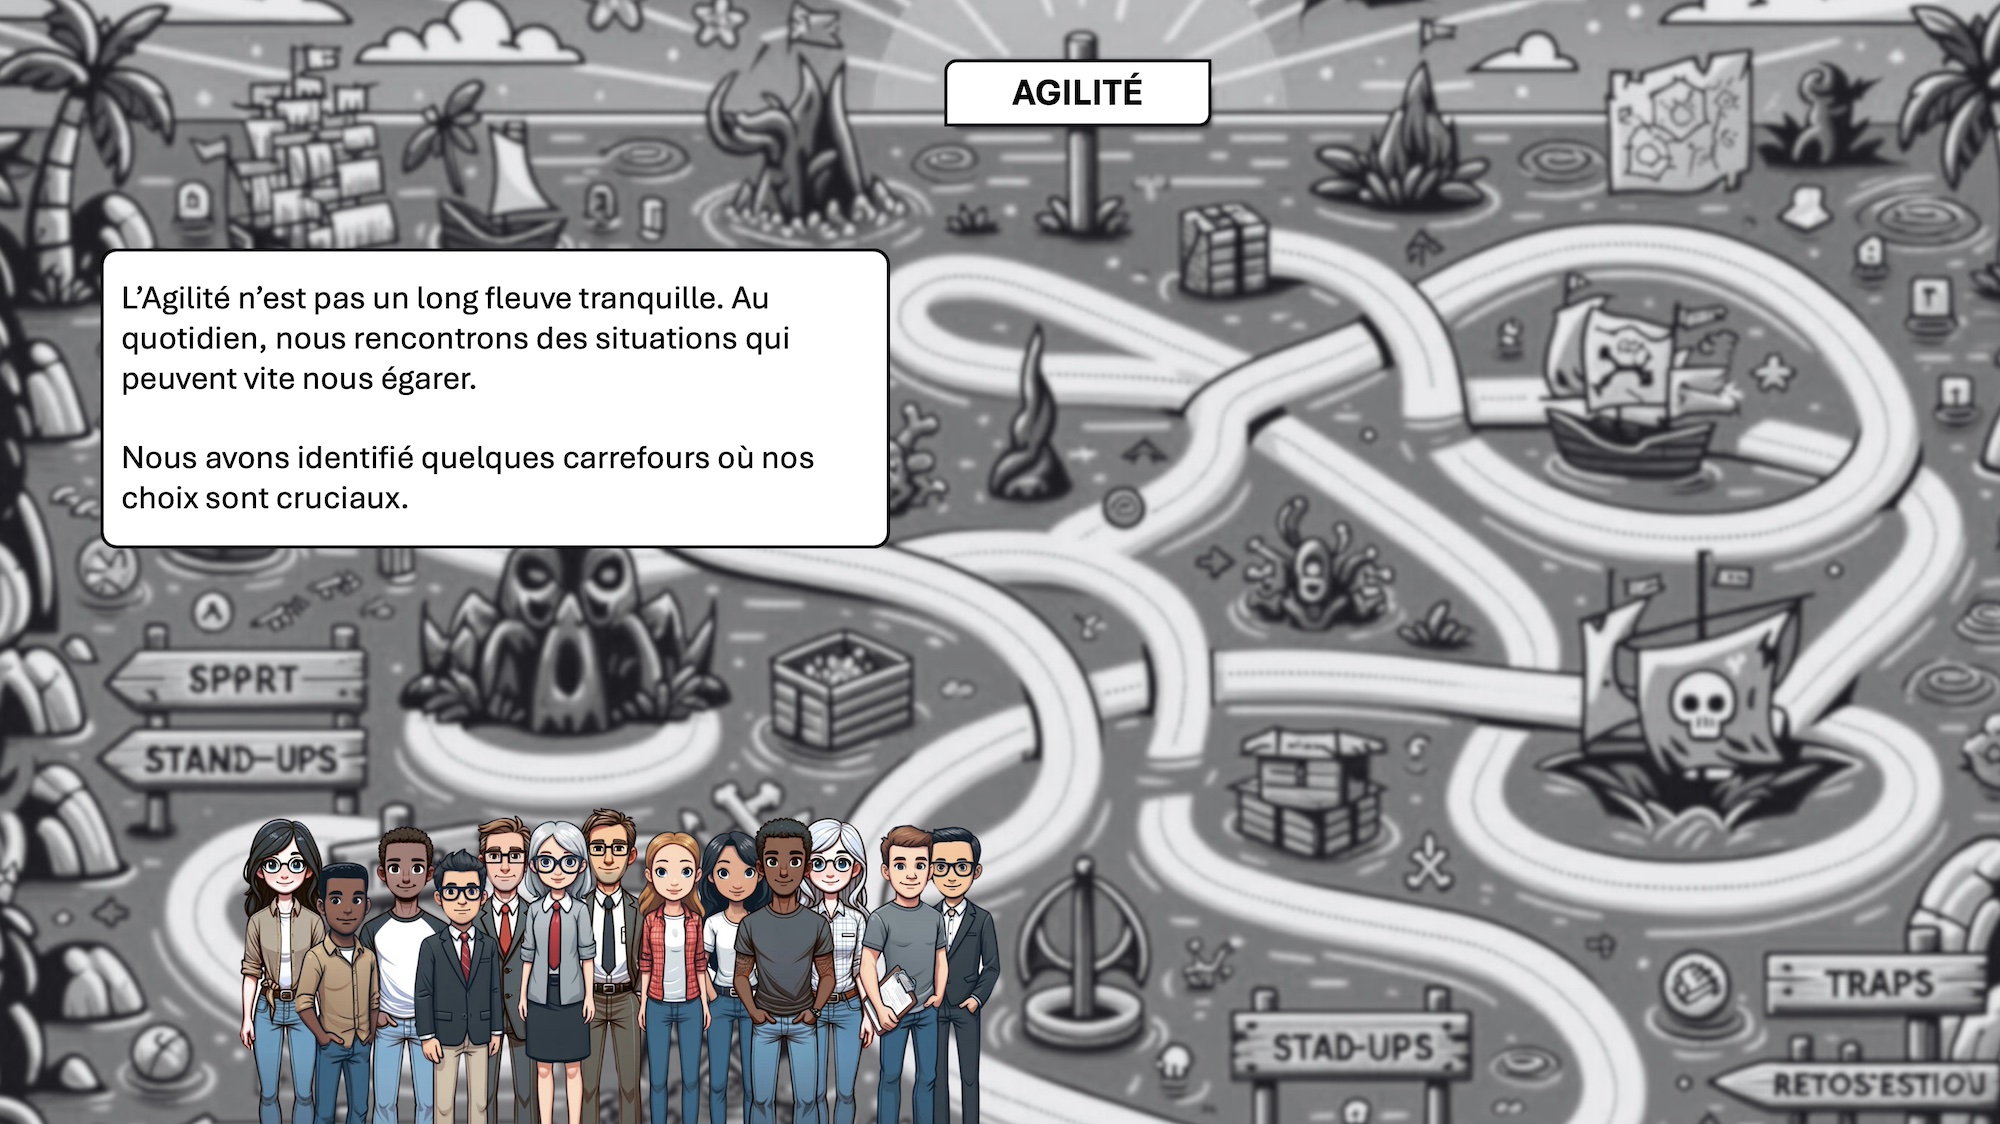 AGILITÉ
L’Agilité n’est pas un long fleuve tranquille. Au
quotidien, nous rencontrons des situations qui
peuvent vite nous égarer.
Nous avons identifié quelques carrefours où nos
choix sont cruciaux.
SPPRT
STAND-UPS
STAD-UPS
TRAPS
RETOS'ESTIOU